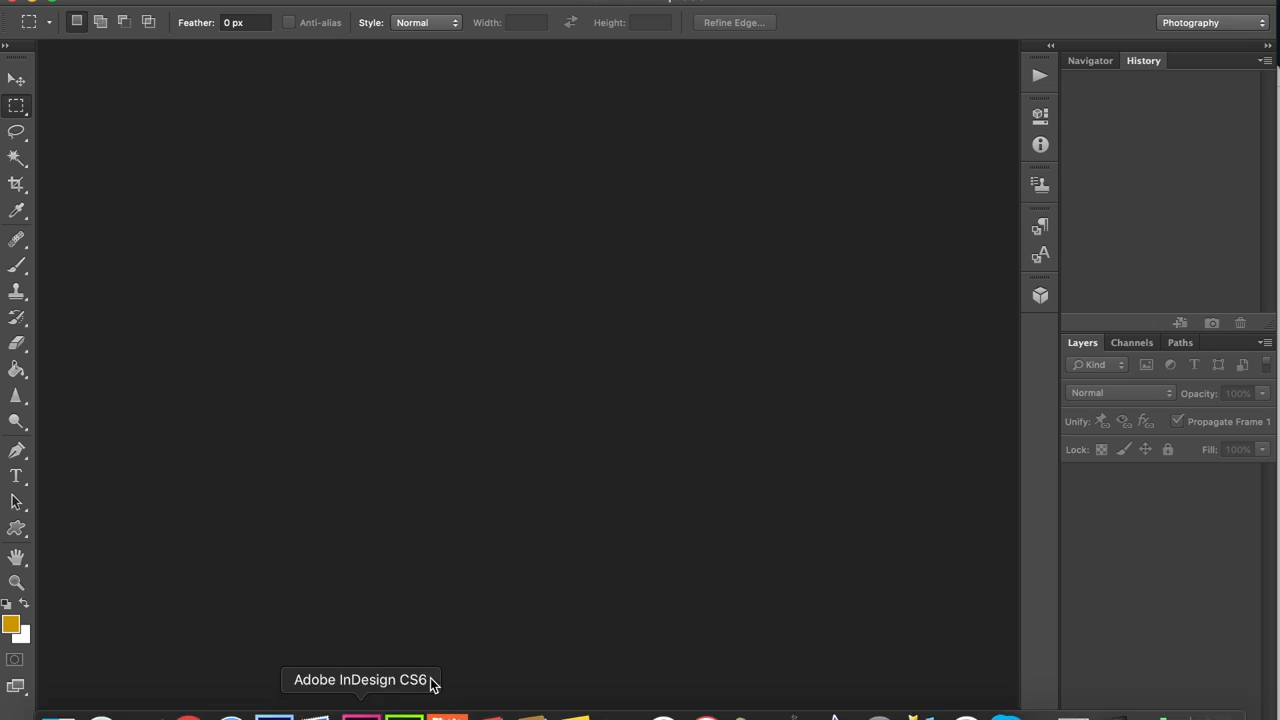 Feather: 0 px Anti-alias Style: Normal Width: Height: Refine Edge... Photography
Navigator History
Layers Channels Paths
Kind
Normal Opacity: 100%
Unify: Propagate Frame 1
Lock: Fill: 100%
Adobe InDesign CS6